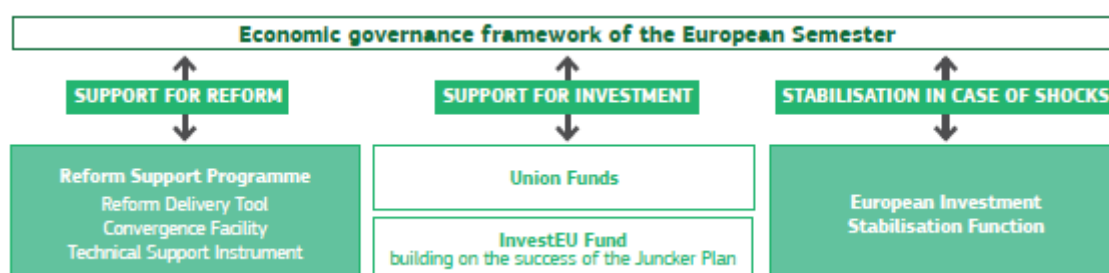 Economic governance framework of the European Semester
SUPPORT FOR REFORM
SUPPORT FOR INVESTMENT
STABILISATION IN CASE OF SHOCKS
Reform Support Programme
Reform Delivery Tool
Convergence Facility
Technical Support Instrument
Union Funds
InvestEU Fund
building on the success of the Juncker Plan
European Investment
Stabilisation Function